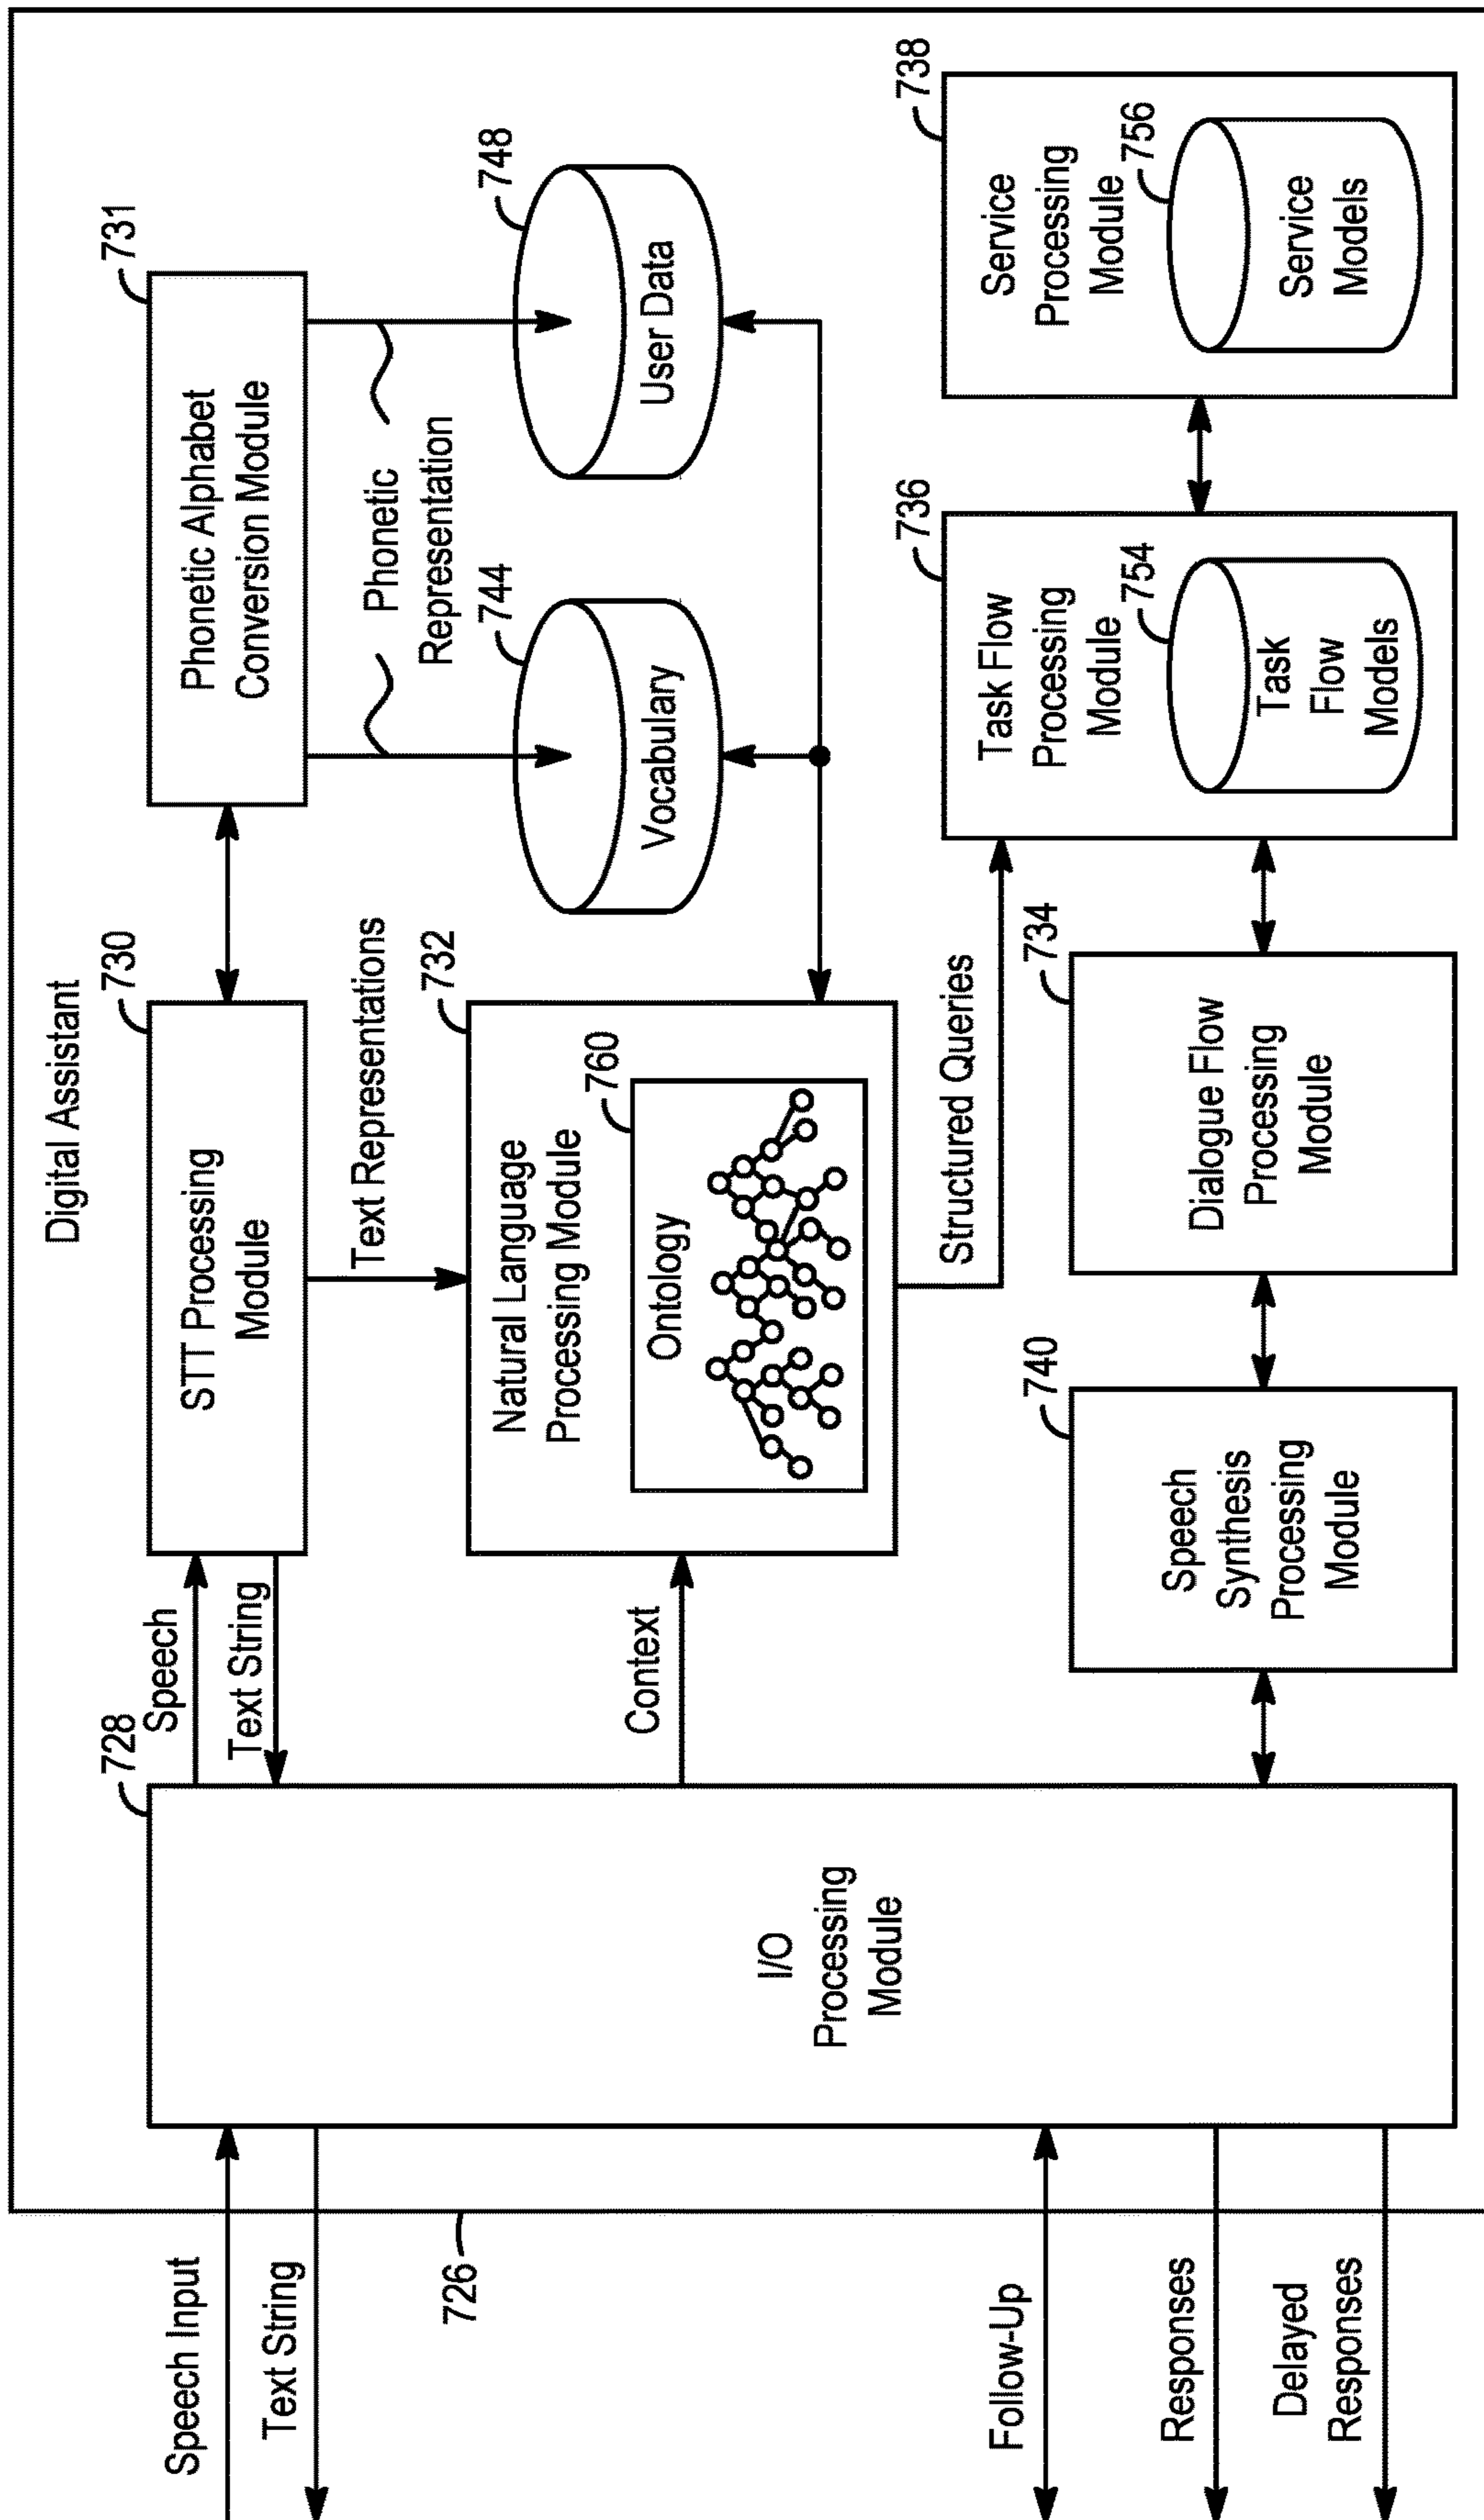 Digital Assistant
726
Speech Input
Text String
Follow-Up
Responses
Delayed
Responses
728
I/O
Processing
Module
Speech
Text String
Context
730
STT Processing
Module
Text Representations
731
Phonetic Alphabet
Conversion Module
Phonetic
Representation
732
Natural Language
Processing Module
760
Ontology
744
Vocabulary
748
User Data
Structured Queries
740
Speech
Synthesis
Processing
Module
734
Dialogue Flow
Processing
Module
736
Task Flow
Processing
Module
754
Task
Flow
Models
738
Service
Processing
Module
756
Service
Models